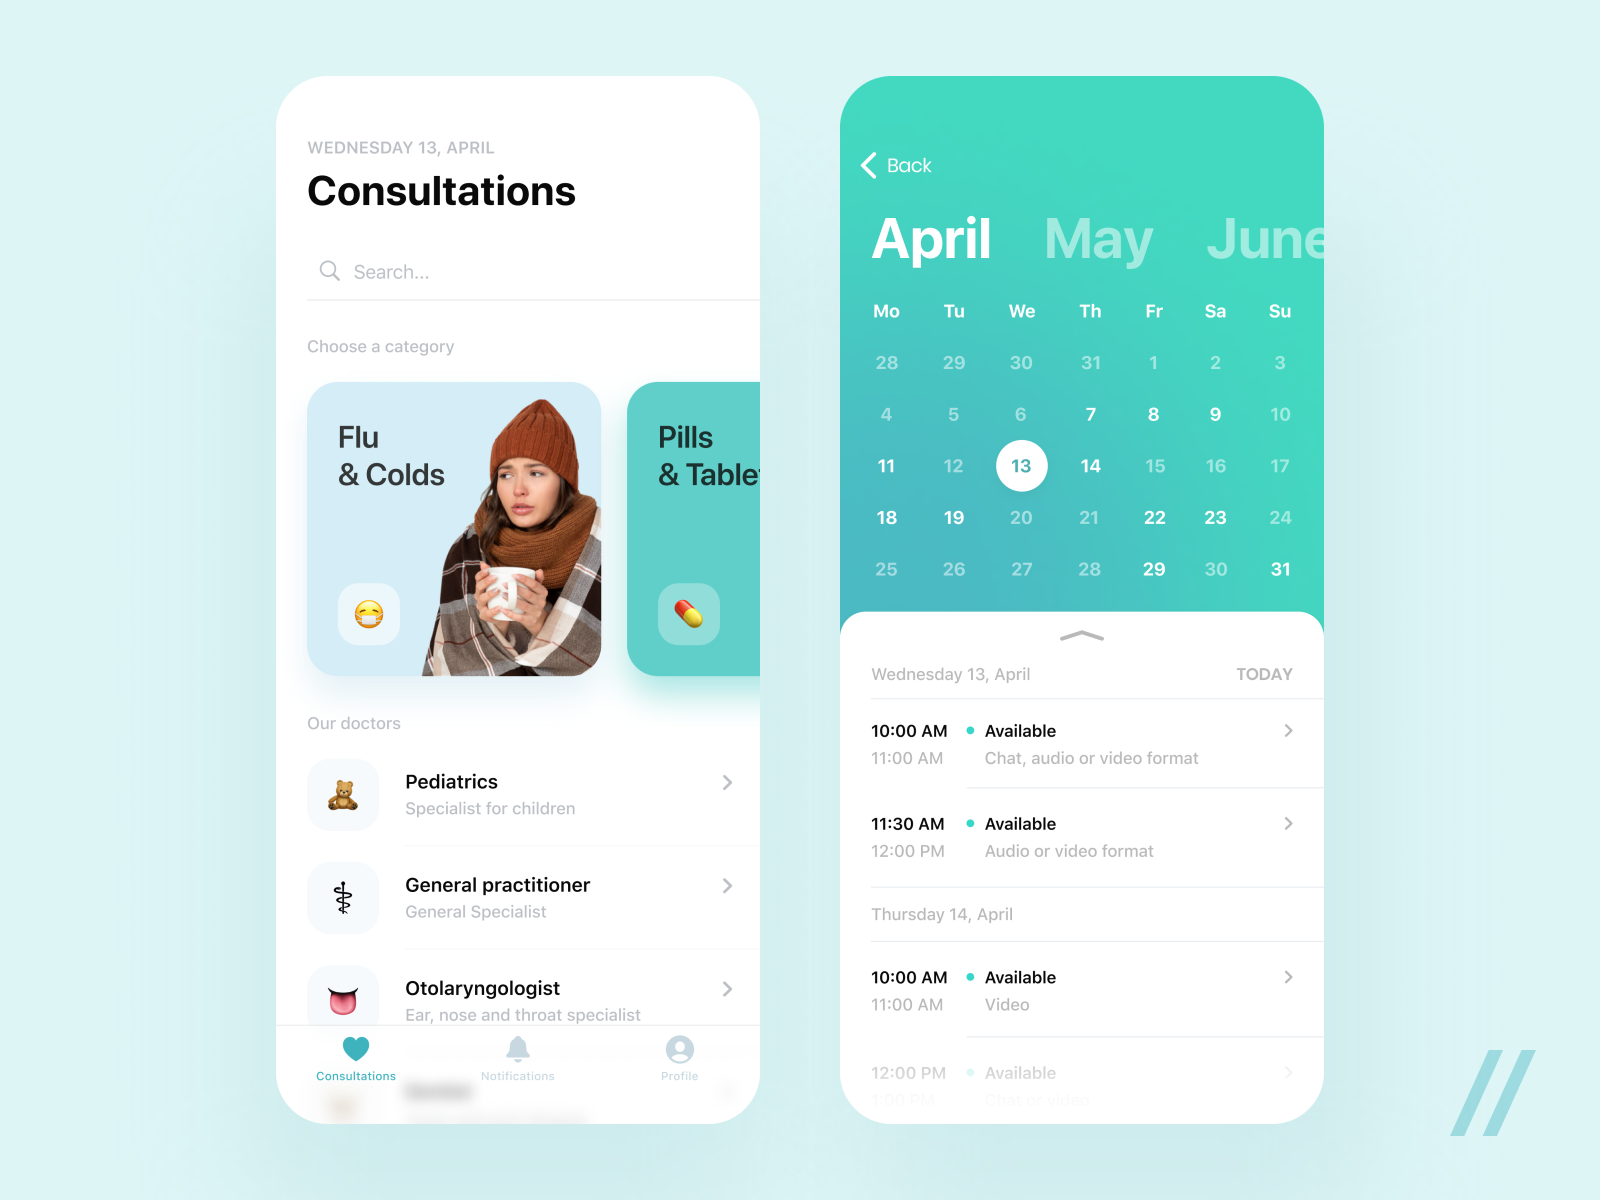 WEDNESDAY 13, APRIL
Consultations
Search...
Choose a category
Flu
& Colds
Pills
& Table
Our doctors
Pediatrics
Specialist for children
General practitioner
General Specialist
Otolaryngologist
Ear, nose and throat specialist
Consultations Notifications Profile
Back
April May June
Mo Tu We Th Fr Sa Su
28 29 30 31 1 2 3
4 5 6 7 8 9 10
11 12 13 14 15 16 17
18 19 20 21 22 23 24
25 26 27 28 29 30 31
Wednesday 13, April TODAY
10:00 AM Available
11:00 AM Chat, audio or video format
11:30 AM Available
12:00 PM Audio or video format
Thursday 14, April
10:00 AM Available
11:00 AM Video
12:00 PM Available
1:00 PM Chat or video